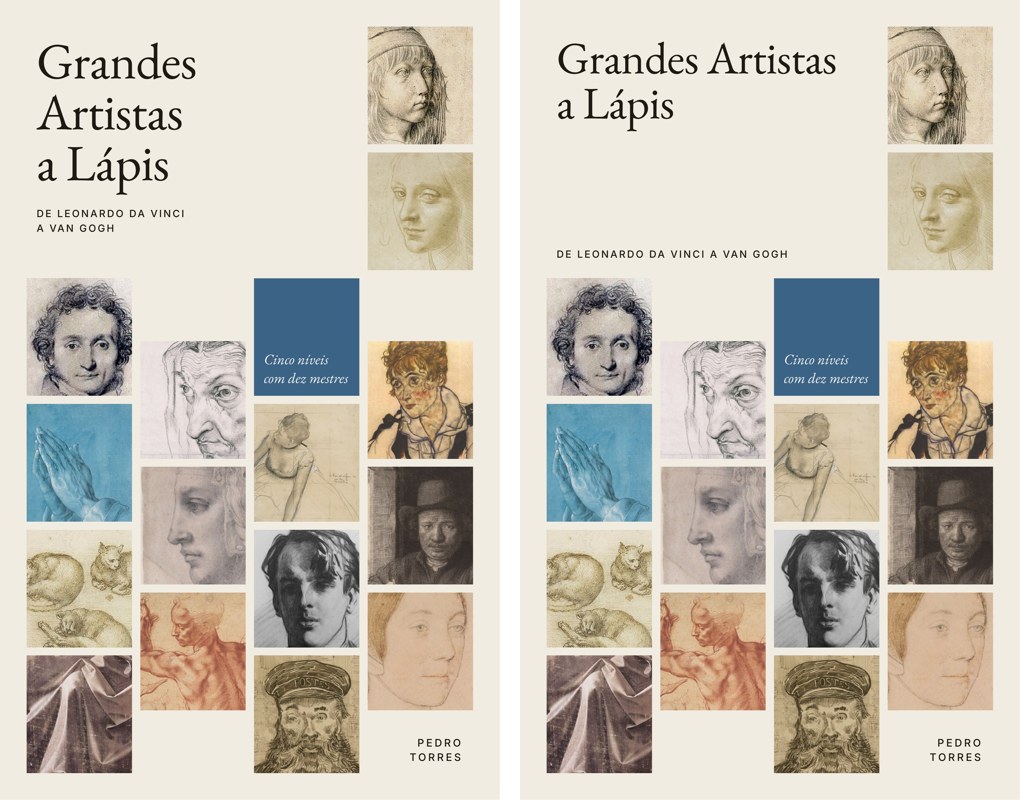 Grandes
Artistas
a Lápis
DE LEONARDO DA VINCI
A VAN GOGH
Cinco níveis
com dez mestres
PEDRO
TORRES
Grandes Artistas
a Lápis
DE LEONARDO DA VINCI A VAN GOGH
Cinco níveis
com dez mestres
PEDRO
TORRES